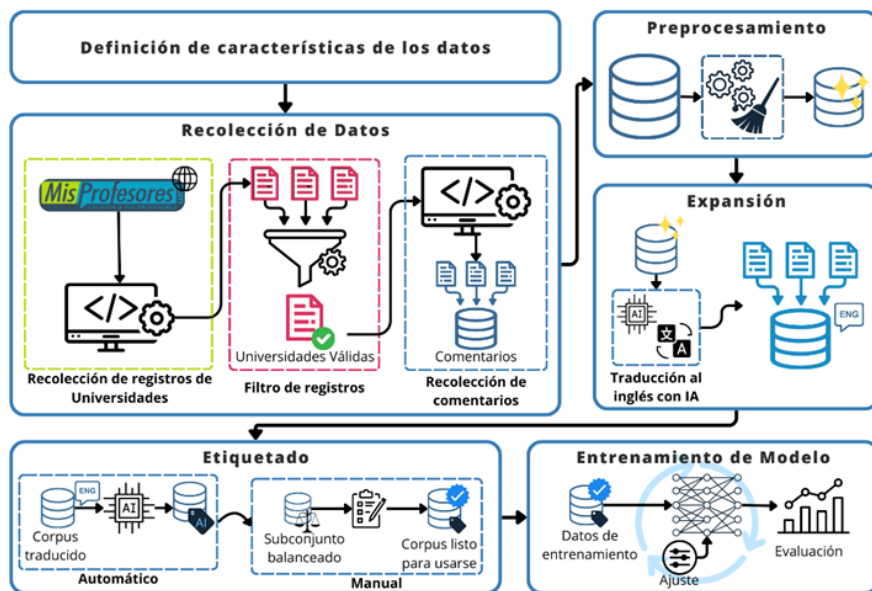 Definición de características de los datos
Preprocesamiento
Recolección de Datos
MisProfesores
</>
Recolección de registros de
Universidades
Universidades Válidas
Filtro de registros
</>
Comentarios
Recolección de
comentarios
Expansión
AI
文
A
ENG
Traducción al
inglés con IA
Etiquetado
ENG
AI
AI
Corpus
traducido
Automático
Subconjunto
balanceado
Corpus listo
para usarse
Manual
Entrenamiento de Modelo
Datos de
entrenamiento
Ajuste
Evaluación